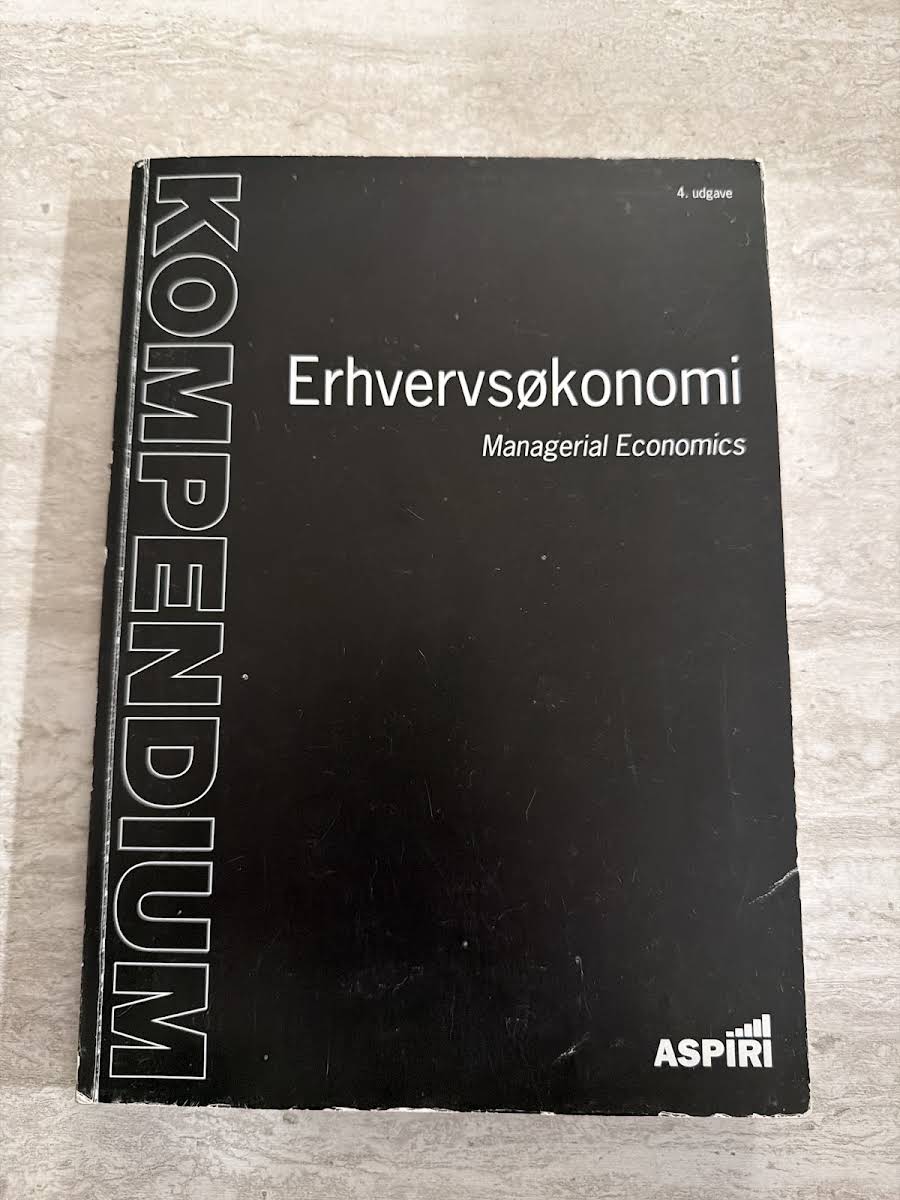 KOMPENDIUM
4. udgave
Erhvervsøkonomi
Managerial Economics
ASPIRI